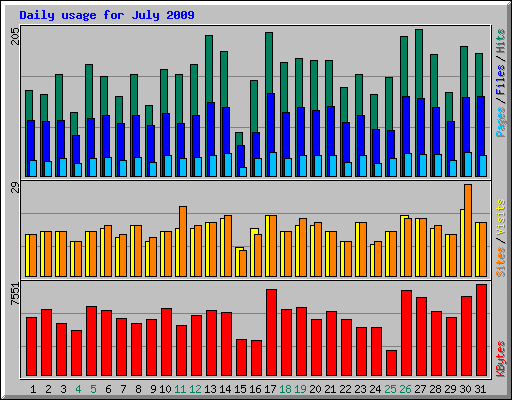 Daily usage for July 2009
205
Pages / Files / Hits
29
Sites / Visits
7551
KBytes
1 2 3 4 5 6 7 8 9 10 11 12 13 14 15 16 17 18 19 20 21 22 23 24 25 26 27 28 29 30 31